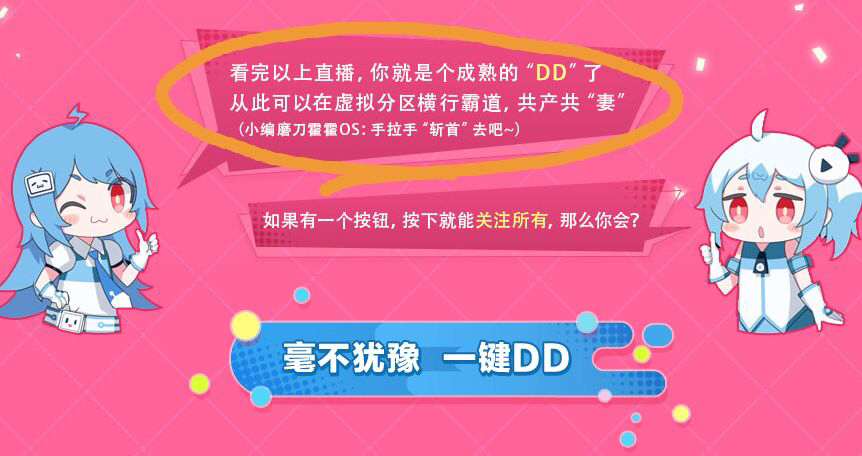 看完以上直播，你就是个成熟的“DD”了
从此可以在虚拟分区横行霸道，共产共“妻”
（小编磨刀霍霍OS：手拉手“斩首”去吧~）
如果有一个按钮，按下就能关注所有，那么你会？
毫不犹豫 一键DD